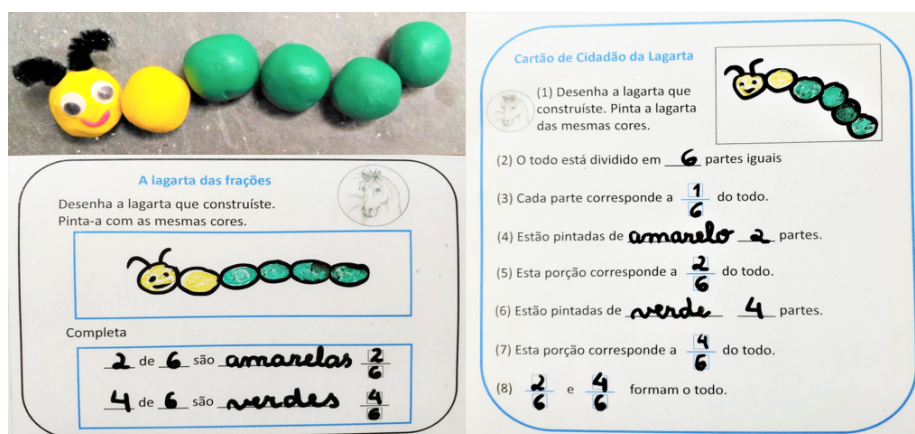 A lagarta das frações
Desenha a lagarta que construíste.
Pinta-a com as mesmas cores.
Completa
2 de 6 são amarelas 2/6
4 de 6 são verdes 4/6
Cartão de Cidadão da Lagarta
(1) Desenha a lagarta que
construíste. Pinta a lagarta
das mesmas cores.
(2) O todo está dividido em 6 partes iguais
(3) Cada parte corresponde a 1/6 do todo.
(4) Estão pintadas de amarelo 2 partes.
(5) Esta porção corresponde a 2/6 do todo.
(6) Estão pintadas de verde 4 partes.
(7) Esta porção corresponde a 4/6 do todo.
(8) 2/6 e 4/6 formam o todo.